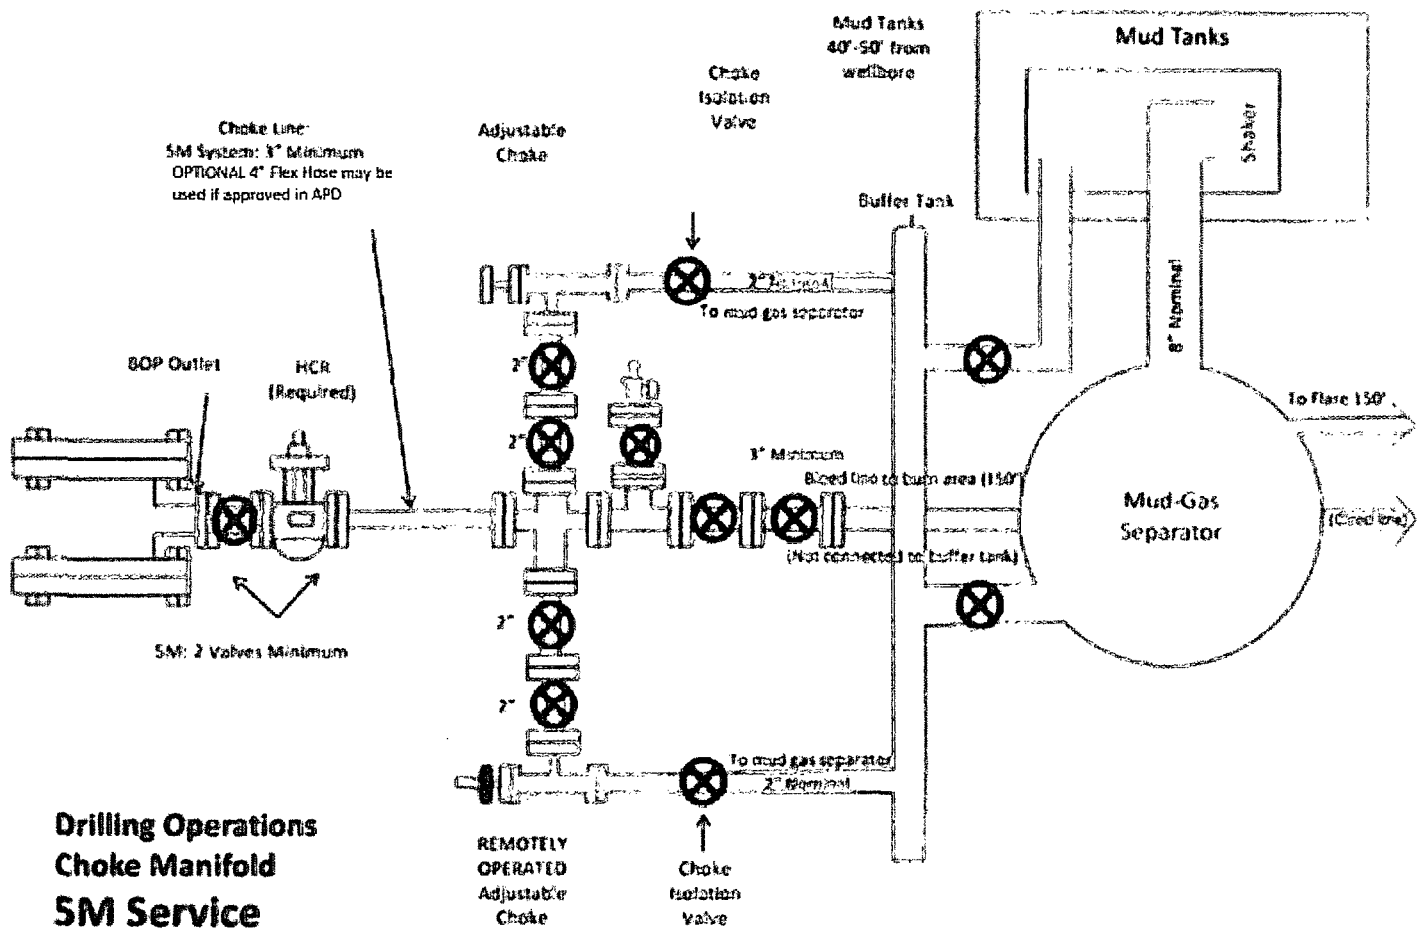 Mud Tanks
40'-50' from
wellbore
Mud Tanks
Choke
Isolation
Valve
Shaker
Choke Line:
5M System: 3" Minimum
OPTIONAL 4" Flex Hose may be
used if approved in APD
Adjustable
Choke
Buffer Tank
2" Nominal
To mud gas separator
8" Nominal
BOP Outlet
HCR
(Required)
2"
2"
To Flare 150'
3" Minimum
Bleed line to burn area (150')
Mud-Gas
Separator
(Not connected to buffer tank)
2"
5M: 2 Valves Minimum
2"
To mud gas separator
2" Nominal
Drilling Operations
Choke Manifold
5M Service
REMOTELY
OPERATED
Adjustable
Choke
Choke
Isolation
Valve